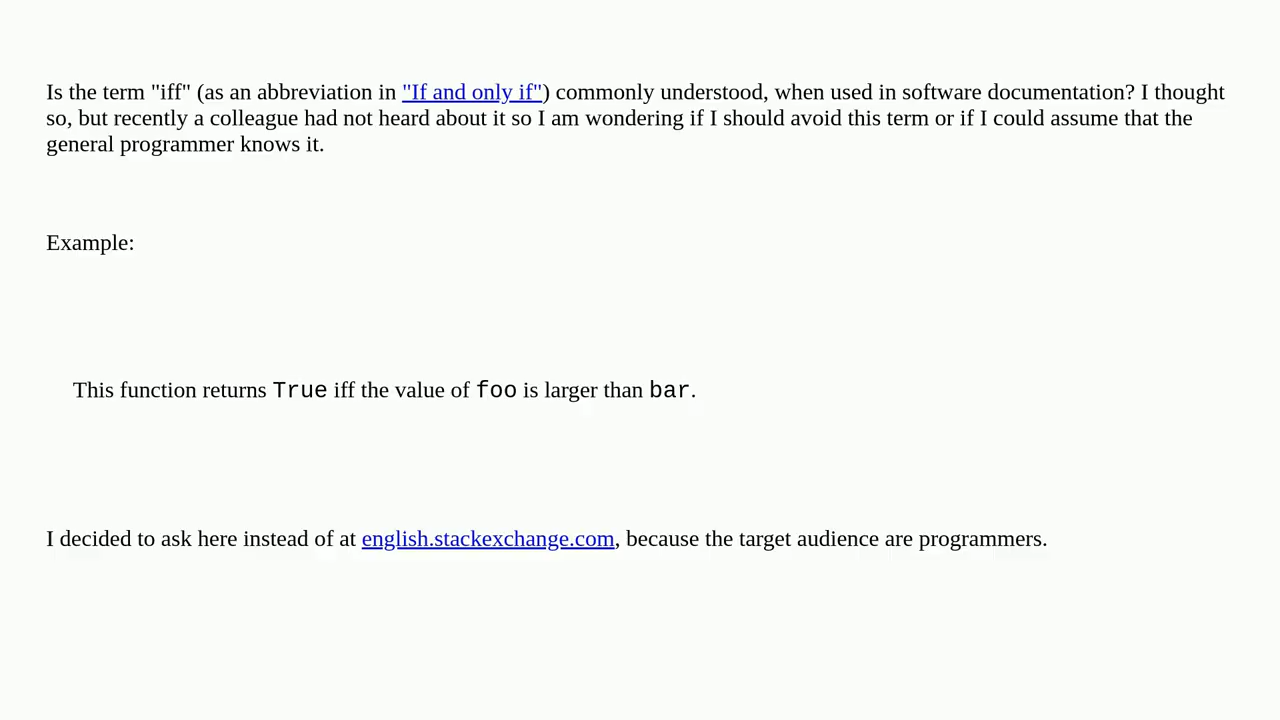 Is the term "iff" (as an abbreviation in "If and only if") commonly understood, when used in software documentation? I thought
so, but recently a colleague had not heard about it so I am wondering if I should avoid this term or if I could assume that the
general programmer knows it.
Example:
This function returns True iff the value of foo is larger than bar.
I decided to ask here instead of at english.stackexchange.com, because the target audience are programmers.